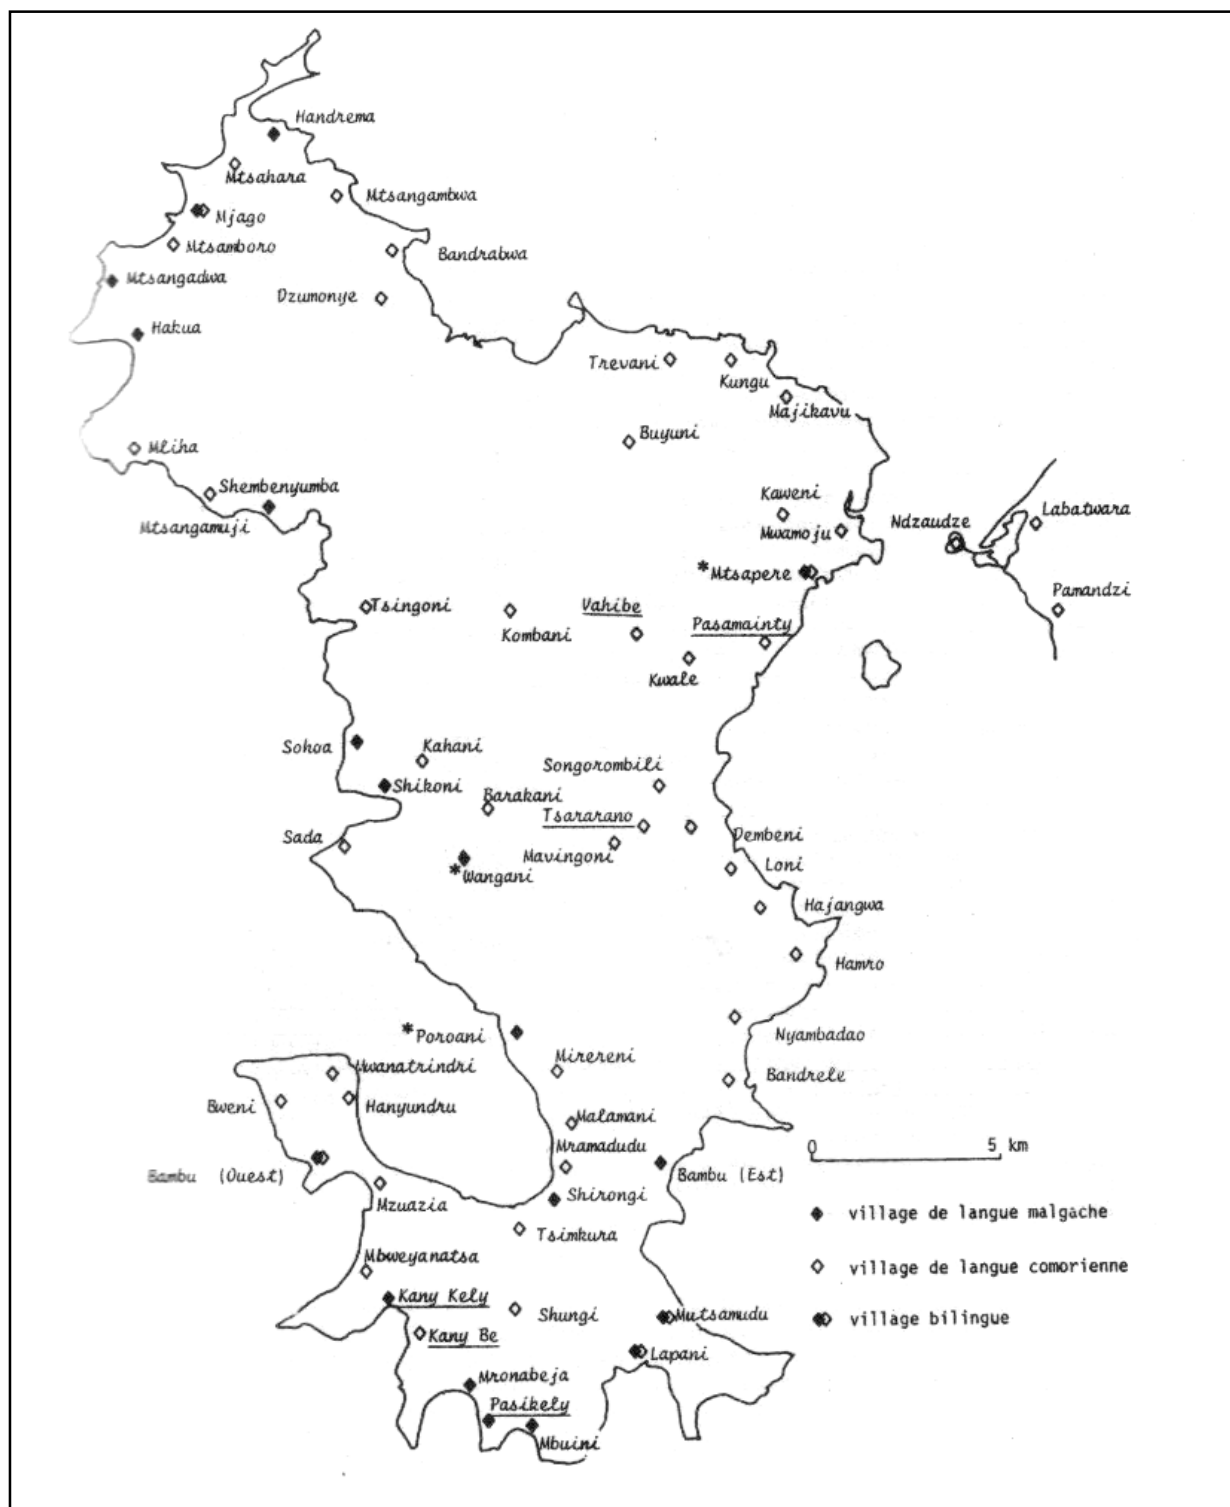 Handrema
Mtsahara
Mtsangambwa
Mjago
Mtsamboro
Bandrabwa
Mtsangadwa
Dzumonye
Hakua
Trevani
Kungu
Majikavu
Buyuni
Mliha
Shembenyumba
Kaweni
Labatwara
Mtsangamuji
Mwamoju
Ndzaudze
*Mtsapere
Pamandzi
Tsingoni
Vahibe
Kombani
Pasamainty
Kwale
Sohoa
Kahani
Songorombili
Shikoni
Barakani
Tsararano
Sada
Dembeni
Mavingoni
Loni
*Wangani
Hajangwa
Hamro
*Poroani
Nyambadao
Mirereni
Mwanatrindri
Bandrele
Bweni
Hanyundru
Malamani
Mramadudu
0 5 km
Bambu (Ouest)
Bambu (Est)
Mzuazia
Shirongi
village de langue malgache
Tsimkura
Mbweyanatsa
village de langue comorienne
Kany Kely
Shungi
Mutsamudu
village bilingue
Kany Be
Lapani
Mronabeja
Pasikely
Mbuini